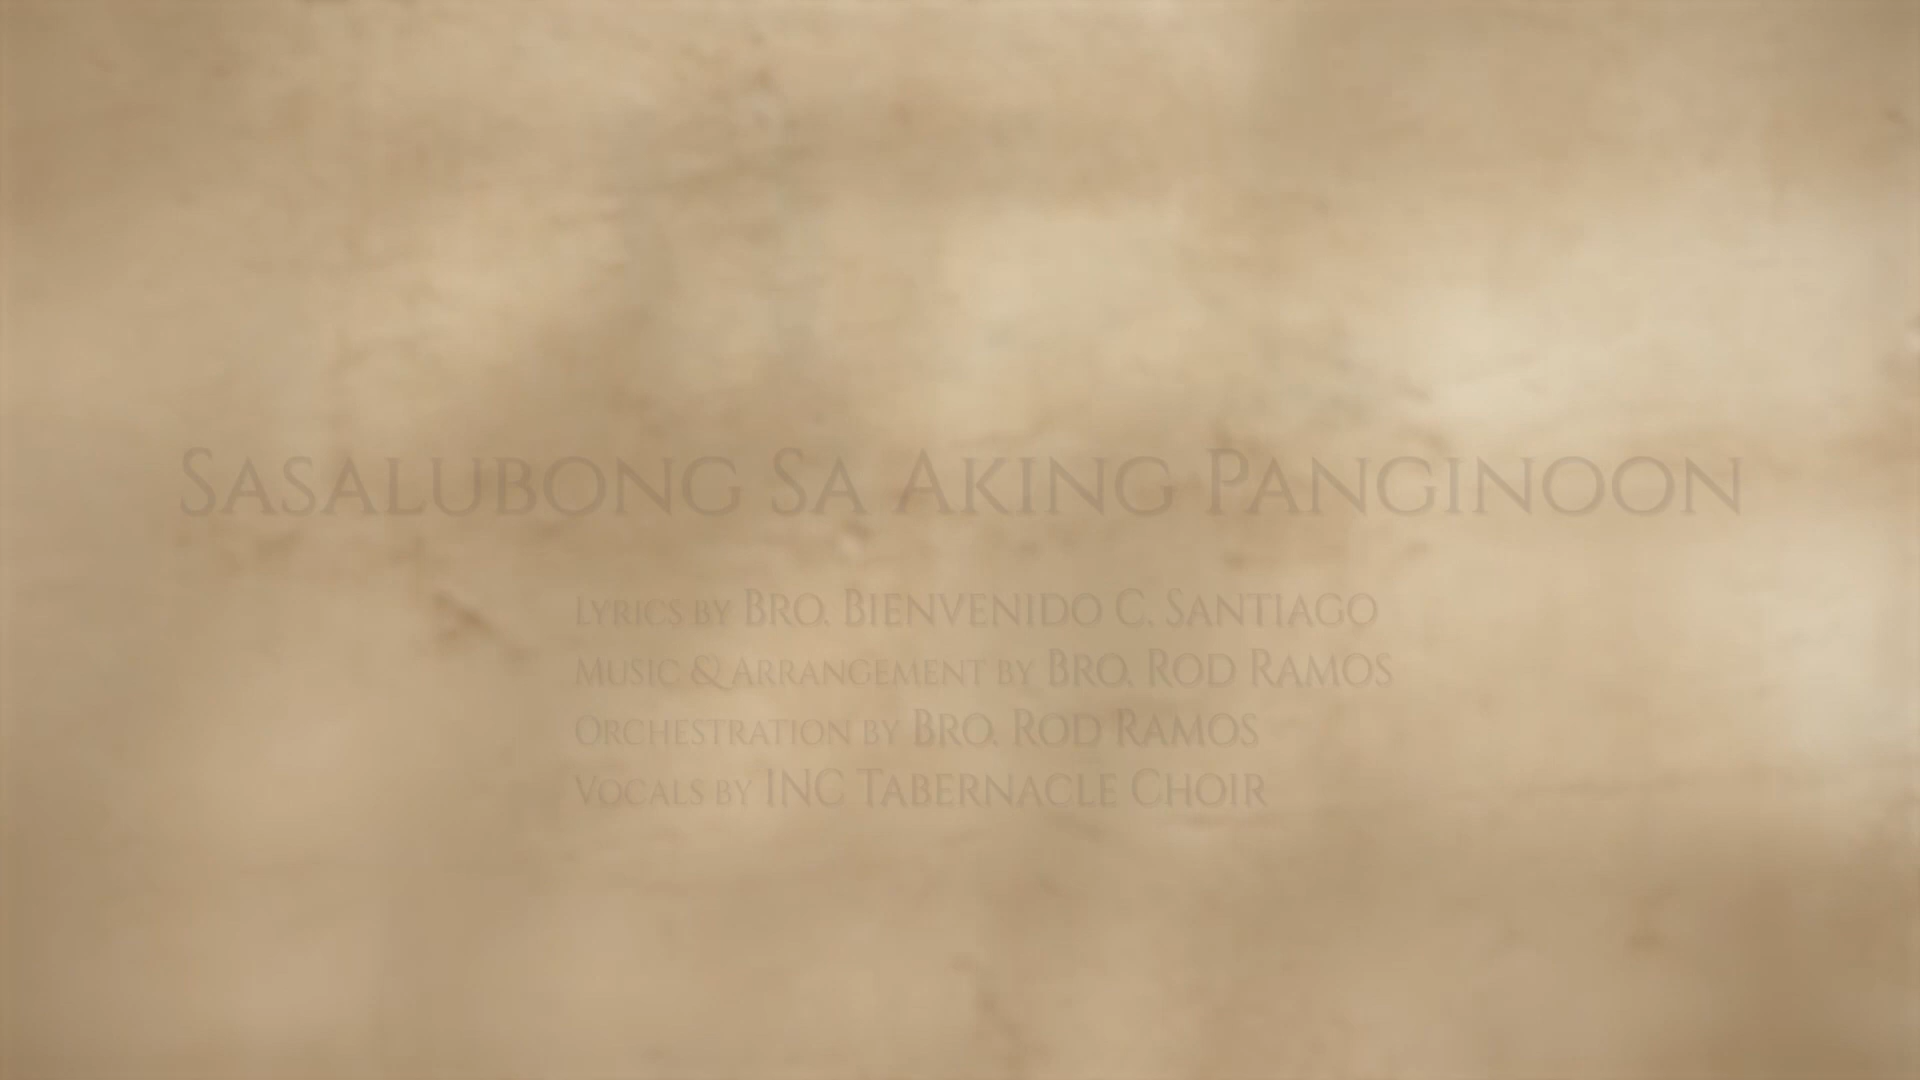 Sasalubong Sa Aking Panginoon
Lyrics by Bro. Bienvenido C. Santiago
Music & Arrangement by Bro. Rod Ramos
Orchestration by Bro. Rod Ramos
Vocals by INC Tabernacle Choir